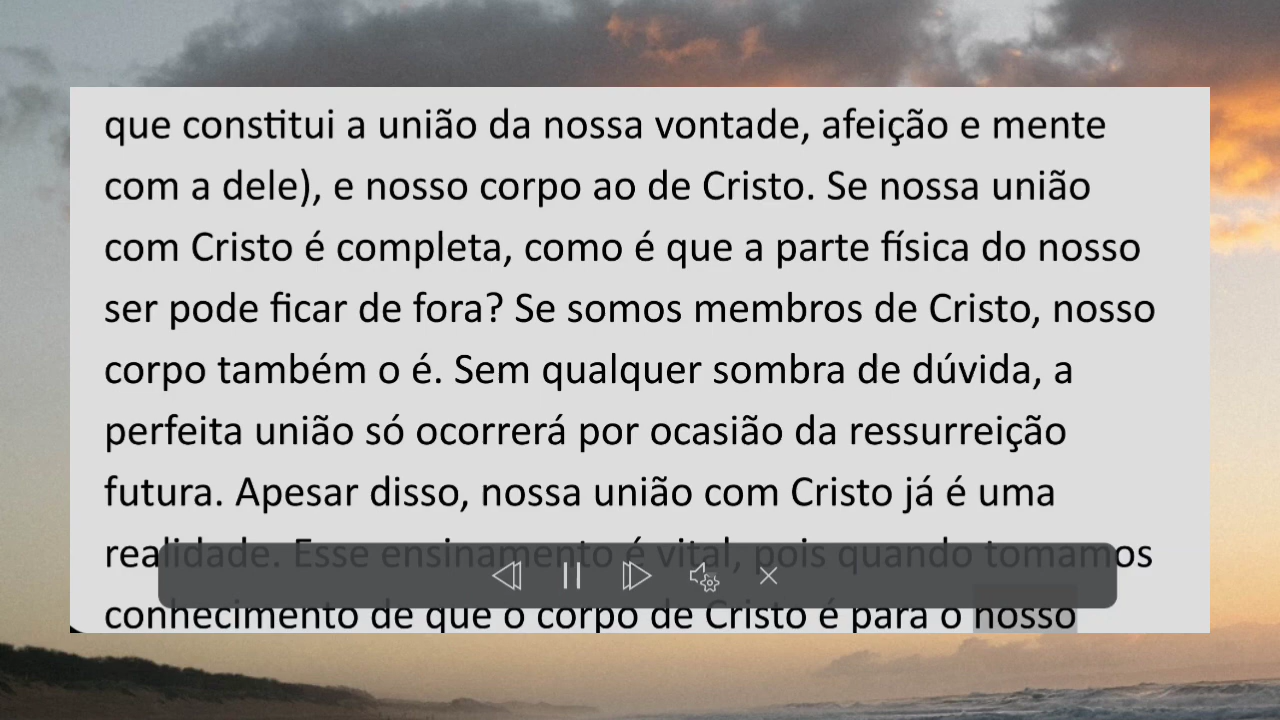 que constitui a união da nossa vontade, afeição e mente
com a dele), e nosso corpo ao de Cristo. Se nossa união
com Cristo é completa, como é que a parte física do nosso
ser pode ficar de fora? Se somos membros de Cristo, nosso
corpo também o é. Sem qualquer sombra de dúvida, a
perfeita união só ocorrerá por ocasião da ressurreição
futura. Apesar disso, nossa união com Cristo já é uma
realidade. Esse ensinamento é vital, pois quando tomamos
conhecimento de que o corpo de Cristo é para o nosso